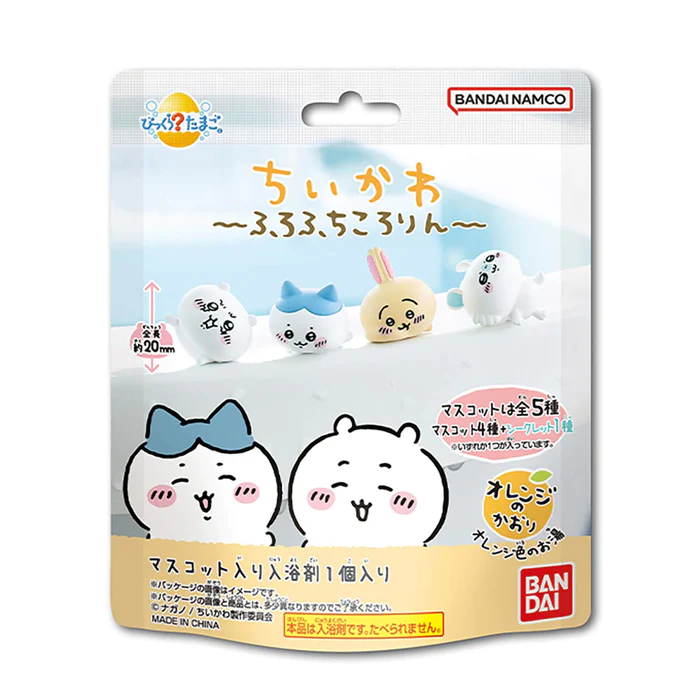 びっくら?たまご
BANDAI NAMCO
ちいかわ
～ふろふちころりん～
全長
約20mm
マスコットは全5種
マスコット4種+シークレット1種
※いずれか1つが入っています。
オレンジ
の
かおり
オレンジ色のお湯
マスコット入り入浴剤1個入り
※パッケージの画像はイメージです。
※パッケージの画像と商品とは、多少異なりますのでご了承ください。
© ナガノ / ちいかわ製作委員会
MADE IN CHINA
本品は入浴剤です。たべられません。
BAN
DAI